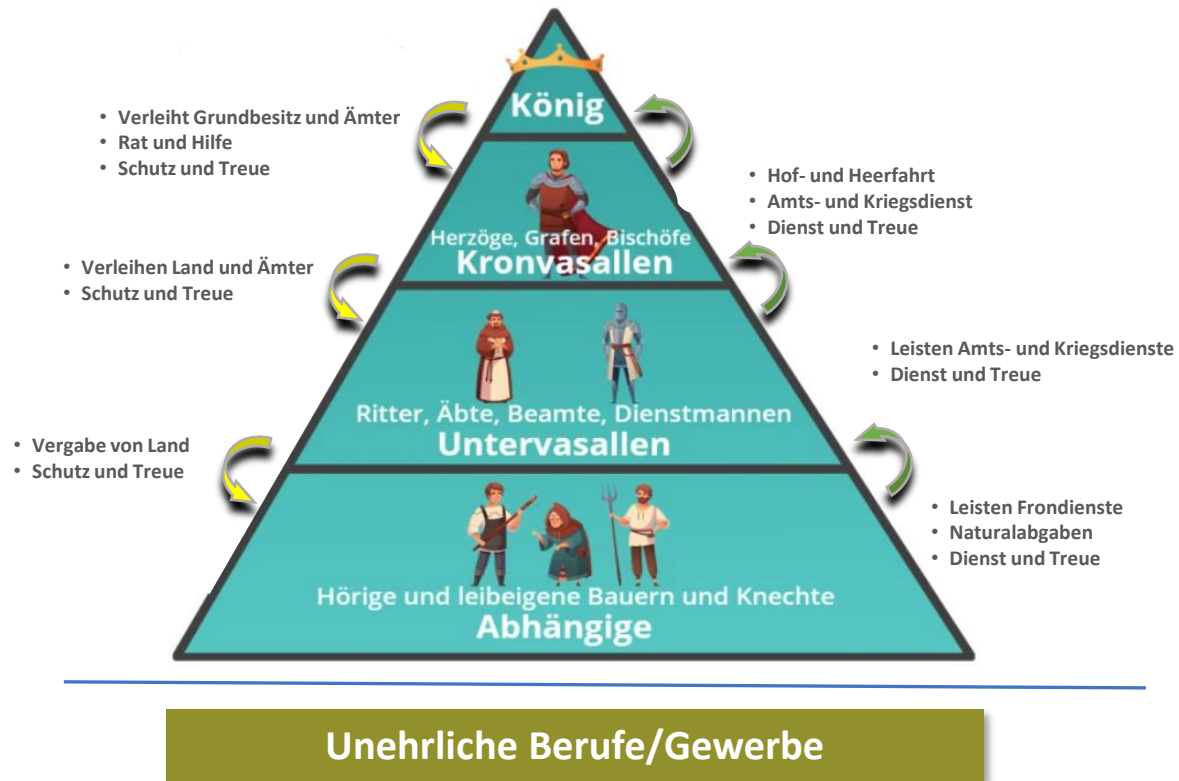 König
• Verleiht Grundbesitz und Ämter
• Rat und Hilfe
• Schutz und Treue
• Hof- und Heerfahrt
• Amts- und Kriegsdienst
• Dienst und Treue
Herzöge, Grafen, Bischöfe
Kronvasallen
• Verleihen Land und Ämter
• Schutz und Treue
• Leisten Amts- und Kriegsdienste
• Dienst und Treue
Ritter, Äbte, Beamte, Dienstmannen
Untervasallen
• Vergabe von Land
• Schutz und Treue
• Leisten Frondienste
• Naturalabgaben
• Dienst und Treue
Hörige und leibeigene Bauern und Knechte
Abhängige
Unehrliche Berufe/Gewerbe